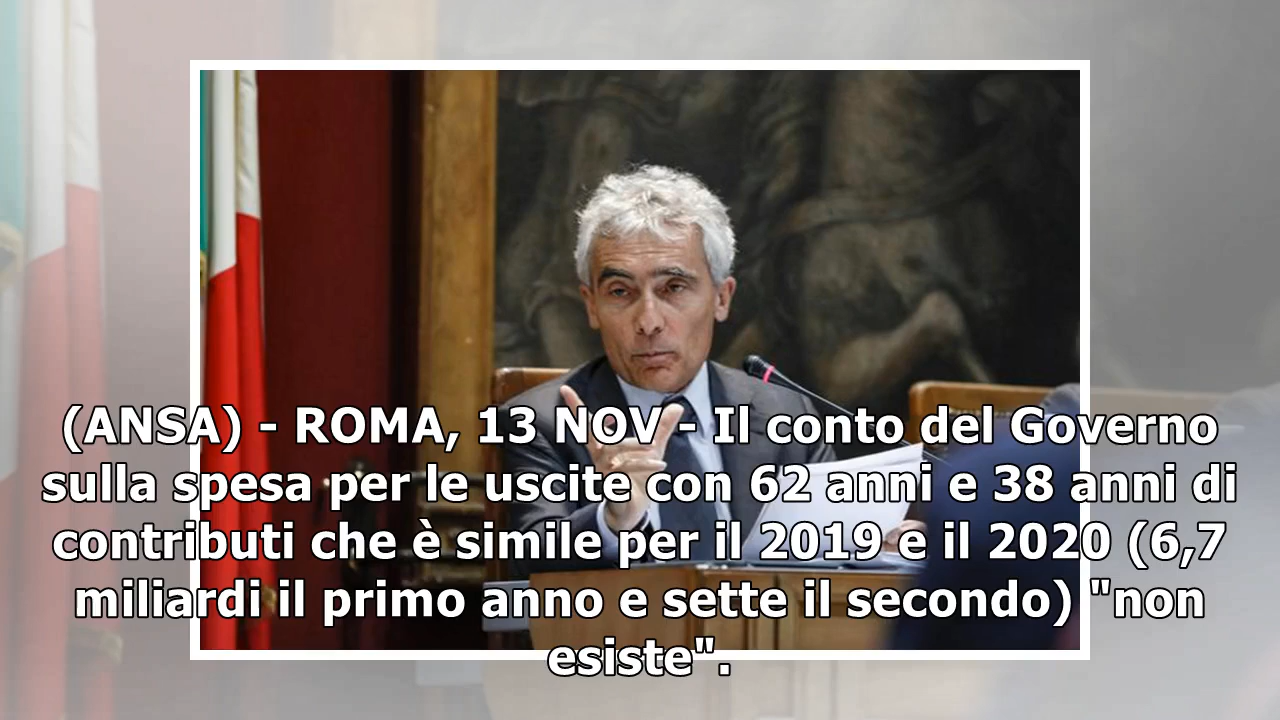 (ANSA) - ROMA, 13 NOV - Il conto del Governo
sulla spesa per le uscite con 62 anni e 38 anni di
contributi che è simile per il 2019 e il 2020 (6,7
miliardi il primo anno e sette il secondo) "non
esiste".